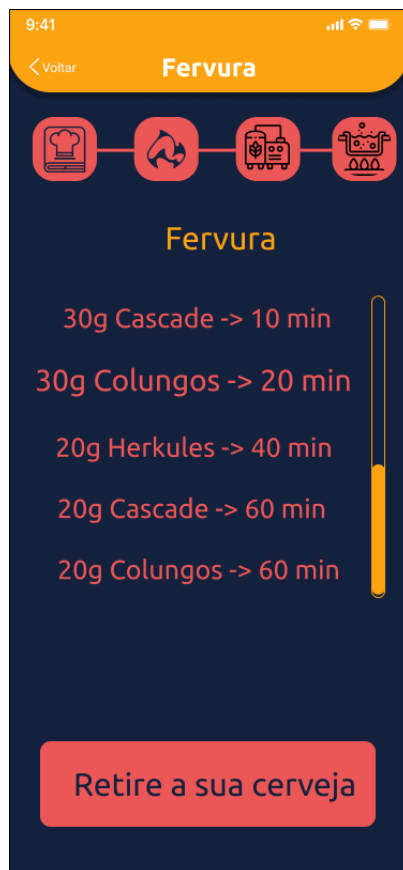 9:41
Voltar
Fervura
Fervura
30g Cascade -> 10 min
30g Colungos -> 20 min
20g Herkules -> 40 min
20g Cascade -> 60 min
20g Colungos -> 60 min
Retire a sua cerveja